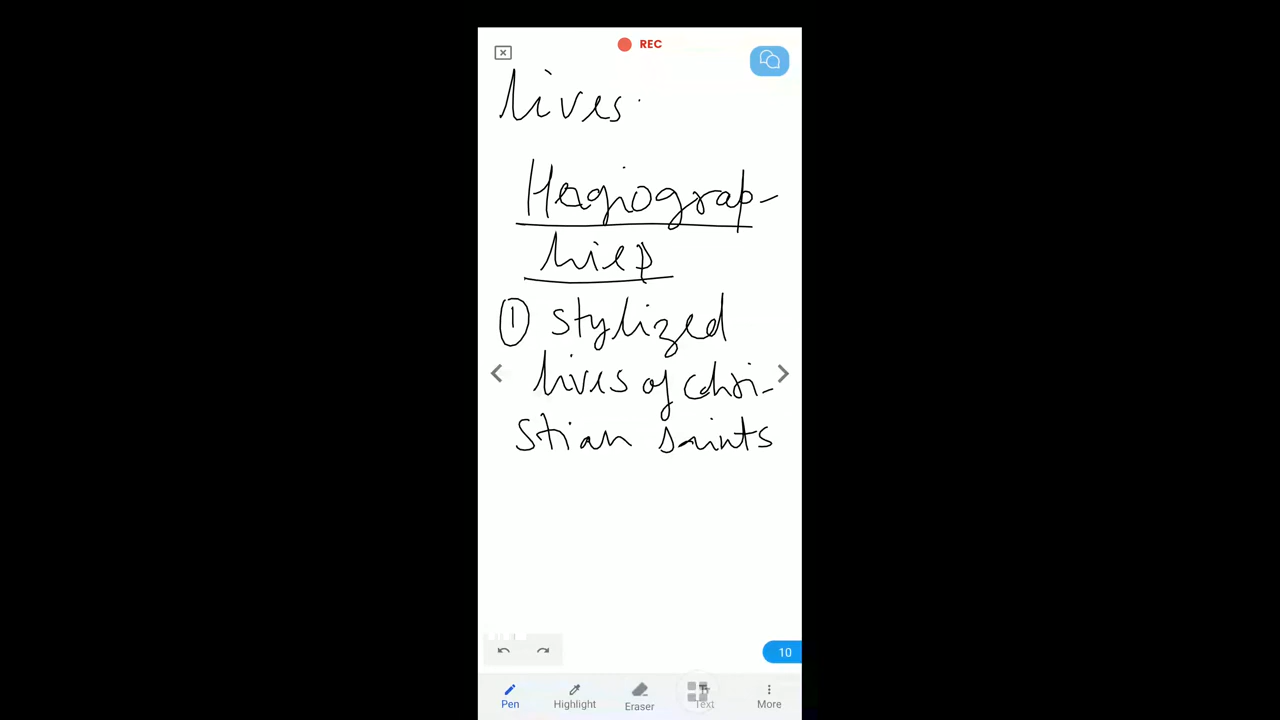 REC
lives.
Hagiograp-
hies
① stylized
lives of Chri-
stian saints
10
Pen
Highlight
Eraser
Text
More